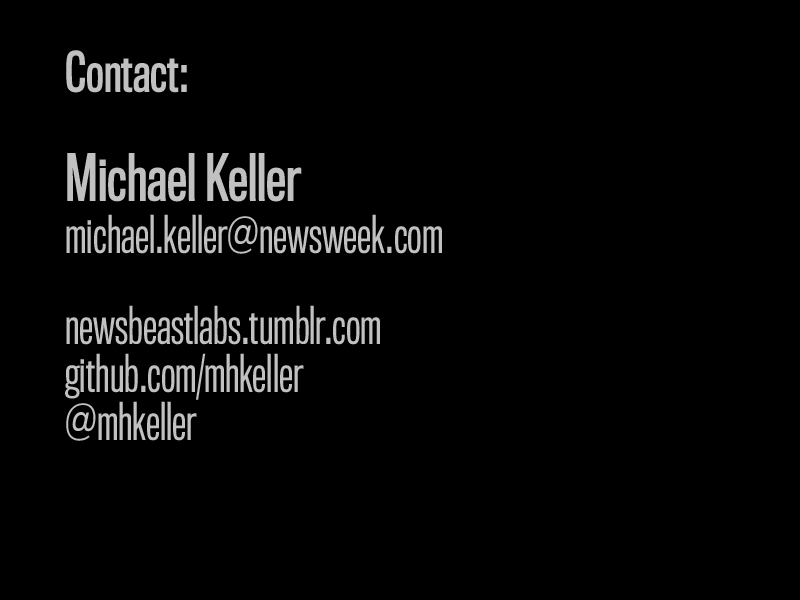 Contact:
Michael Keller
michael.keller@newsweek.com
newsbeastlabs.tumblr.com
github.com/mhkeller
@mhkeller